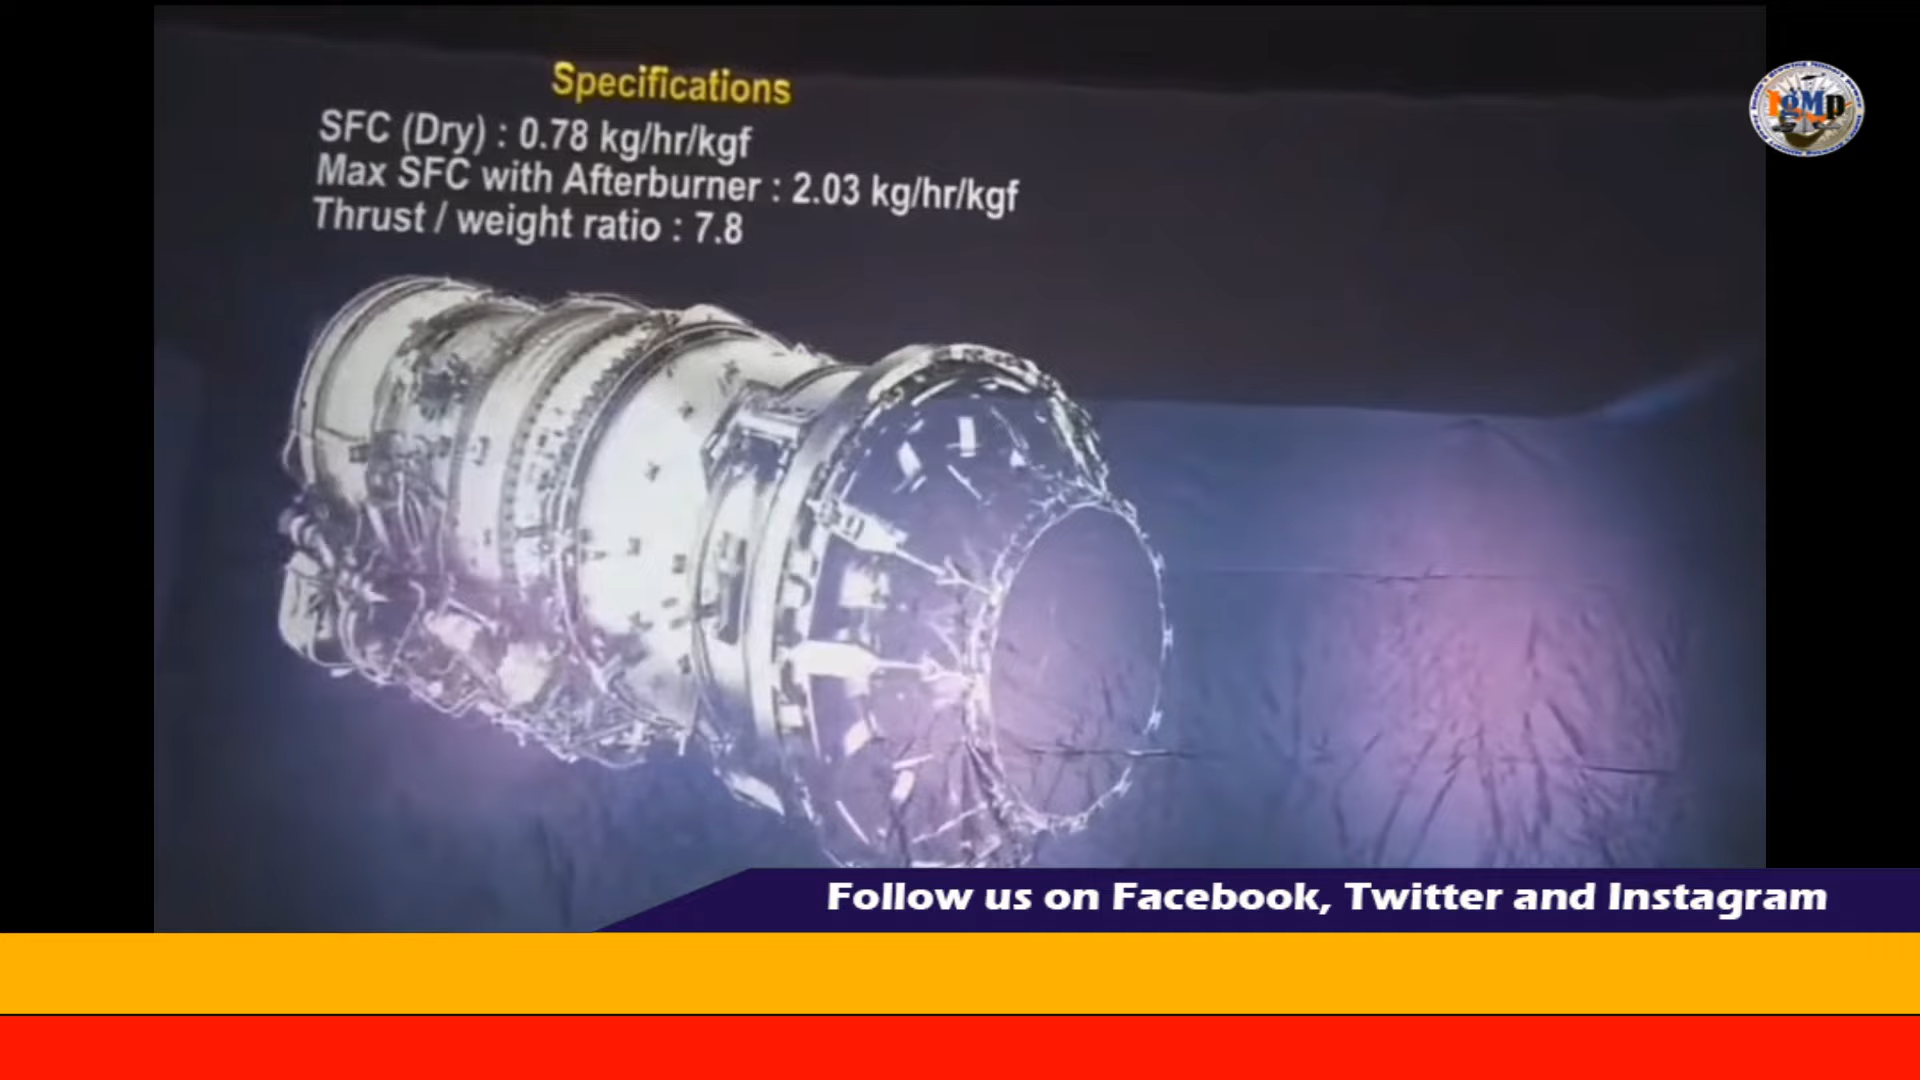 Specifications
SFC (Dry) : 0.78 kg/hr/kgf
Max SFC with Afterburner : 2.03 kg/hr/kgf
Thrust / weight ratio : 7.8
IgMp
Follow us on Facebook, Twitter and Instagram